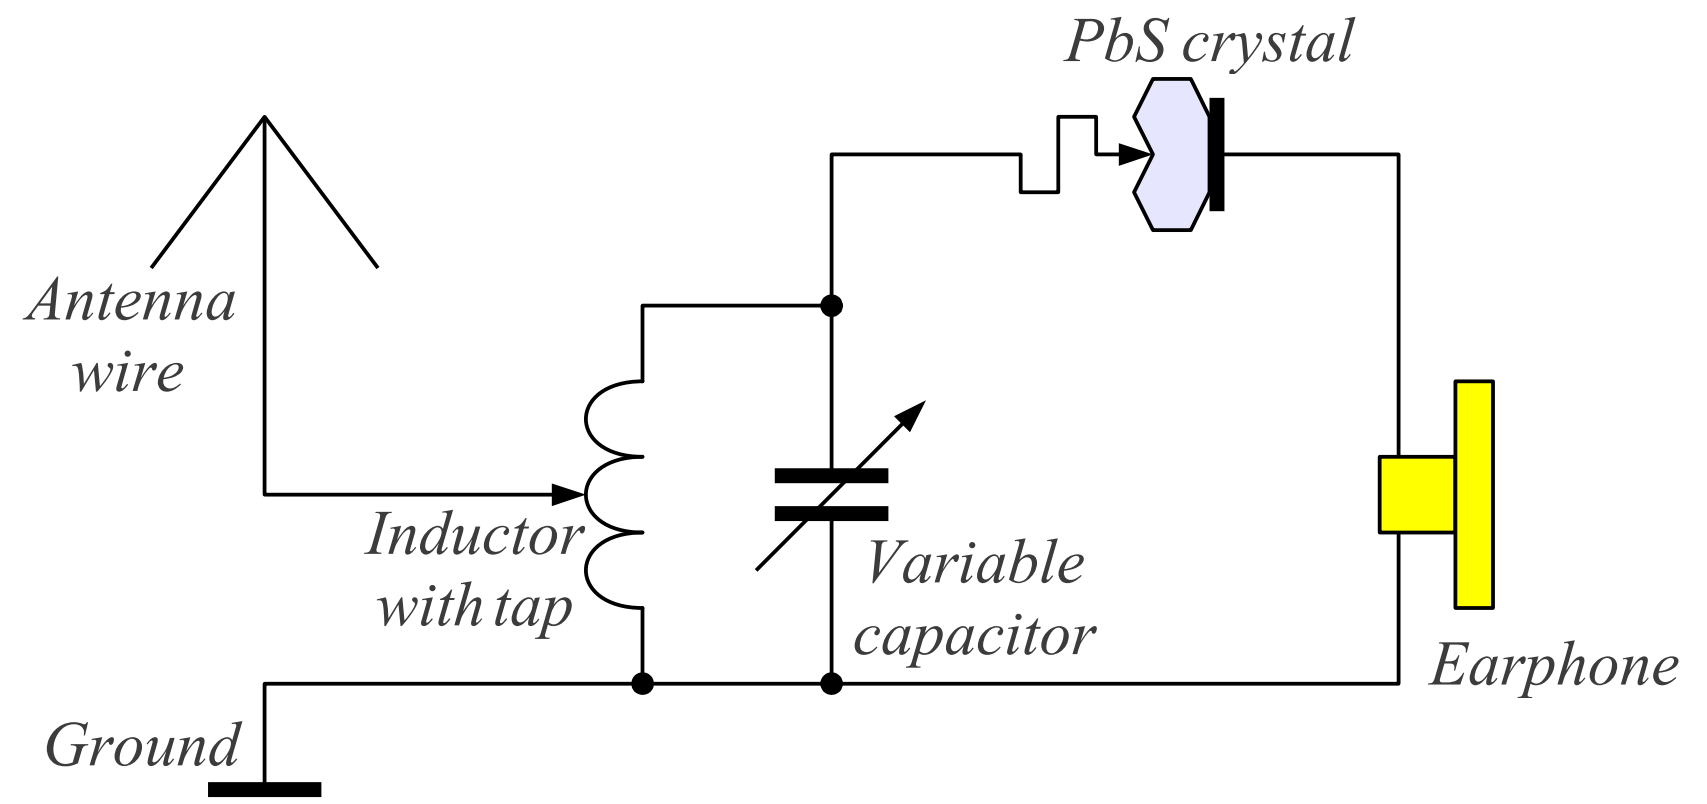 PbS crystal
Antenna
wire
Inductor
with tap
Variable
capacitor
Earphone
Ground